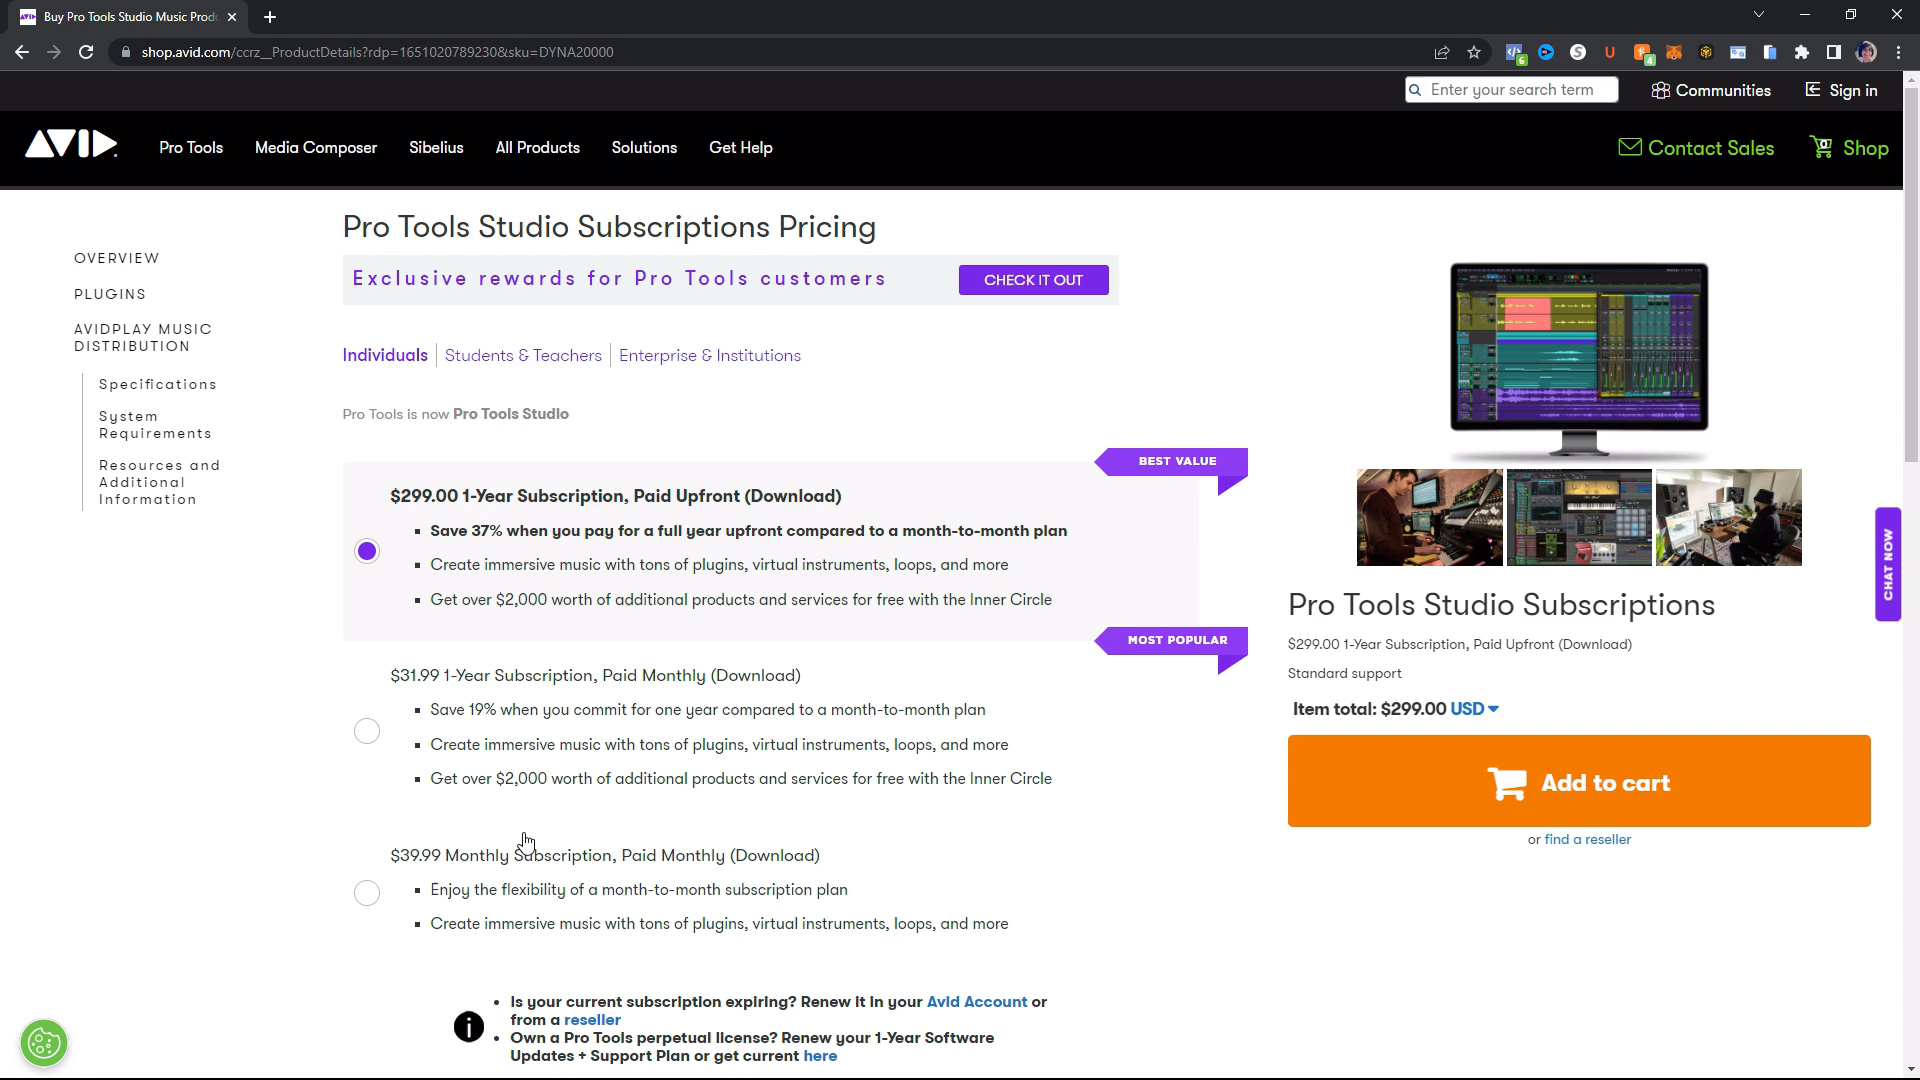 Buy Pro Tools Studio Music Prod
shop.avid.com/ccrz__ProductDetails?rdp=1651020789230&sku=DYNA20000
6
S
U
4
Enter your search term
Communities
Sign in
AVID
Pro Tools
Media Composer
Sibelius
All Products
Solutions
Get Help
Contact Sales
0
Shop
Pro Tools Studio Subscriptions Pricing
OVERVIEW
PLUGINS
AVIDPLAY MUSIC
DISTRIBUTION
Specifications
System
Requirements
Resources and
Additional
Information
Exclusive rewards for Pro Tools customers
CHECK IT OUT
Individuals
Students & Teachers
Enterprise & Institutions
Pro Tools is now Pro Tools Studio
BEST VALUE
$299.00 1-Year Subscription, Paid Upfront (Download)
▪ Save 37% when you pay for a full year upfront compared to a month-to-month plan
▪ Create immersive music with tons of plugins, virtual instruments, loops, and more
▪ Get over $2,000 worth of additional products and services for free with the Inner Circle
MOST POPULAR
$31.99 1-Year Subscription, Paid Monthly (Download)
▪ Save 19% when you commit for one year compared to a month-to-month plan
▪ Create immersive music with tons of plugins, virtual instruments, loops, and more
▪ Get over $2,000 worth of additional products and services for free with the Inner Circle
$39.99 Monthly Subscription, Paid Monthly (Download)
▪ Enjoy the flexibility of a month-to-month subscription plan
▪ Create immersive music with tons of plugins, virtual instruments, loops, and more
• Is your current subscription expiring? Renew it in your Avid Account or
from a reseller
• Own a Pro Tools perpetual license? Renew your 1-Year Software
Updates + Support Plan or get current here
Pro Tools Studio Subscriptions
$299.00 1-Year Subscription, Paid Upfront (Download)
Standard support
Item total: $299.00 USD
Add to cart
or find a reseller
CHAT NOW